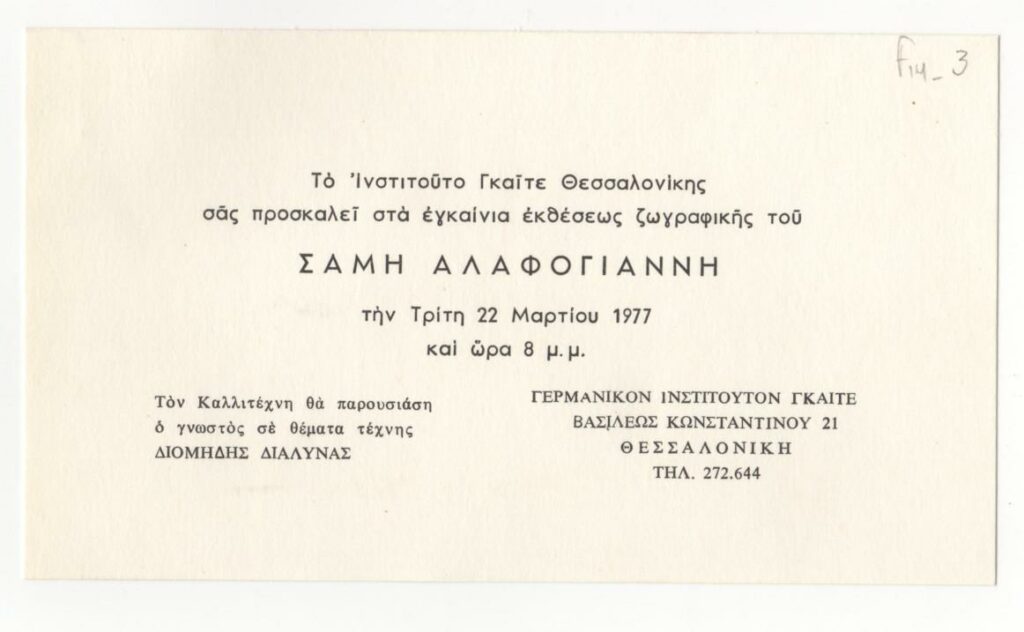 Fig_ 3
Τὸ Ἰνστιτοῦτο Γκαῖτε Θεσσαλονίκης
σᾶς προσκαλεῖ στὰ ἐγκαίνια ἐκθέσεως ζωγραφικῆς τοῦ
ΣΑΜΗ ΑΛΑΦΟΓΙΑΝΝΗ
τὴν Τρίτη 22 Μαρτίου 1977
καὶ ὥρα 8 μ.μ.
Τὸν Καλλιτέχνη θὰ παρουσιάση
ὁ γνωστὸς σὲ θέματα τέχνης
ΔΙΟΜΗΔΗΣ ΔΙΑΛΥΝΑΣ
ΓΕΡΜΑΝΙΚΟΝ ΙΝΣΤΙΤΟΥΤΟΝ ΓΚΑΙΤΕ
ΒΑΣΙΛΕΩΣ ΚΩΝΣΤΑΝΤΙΝΟΥ 21
ΘΕΣΣΑΛΟΝΙΚΗ
ΤΗΛ. 272.644